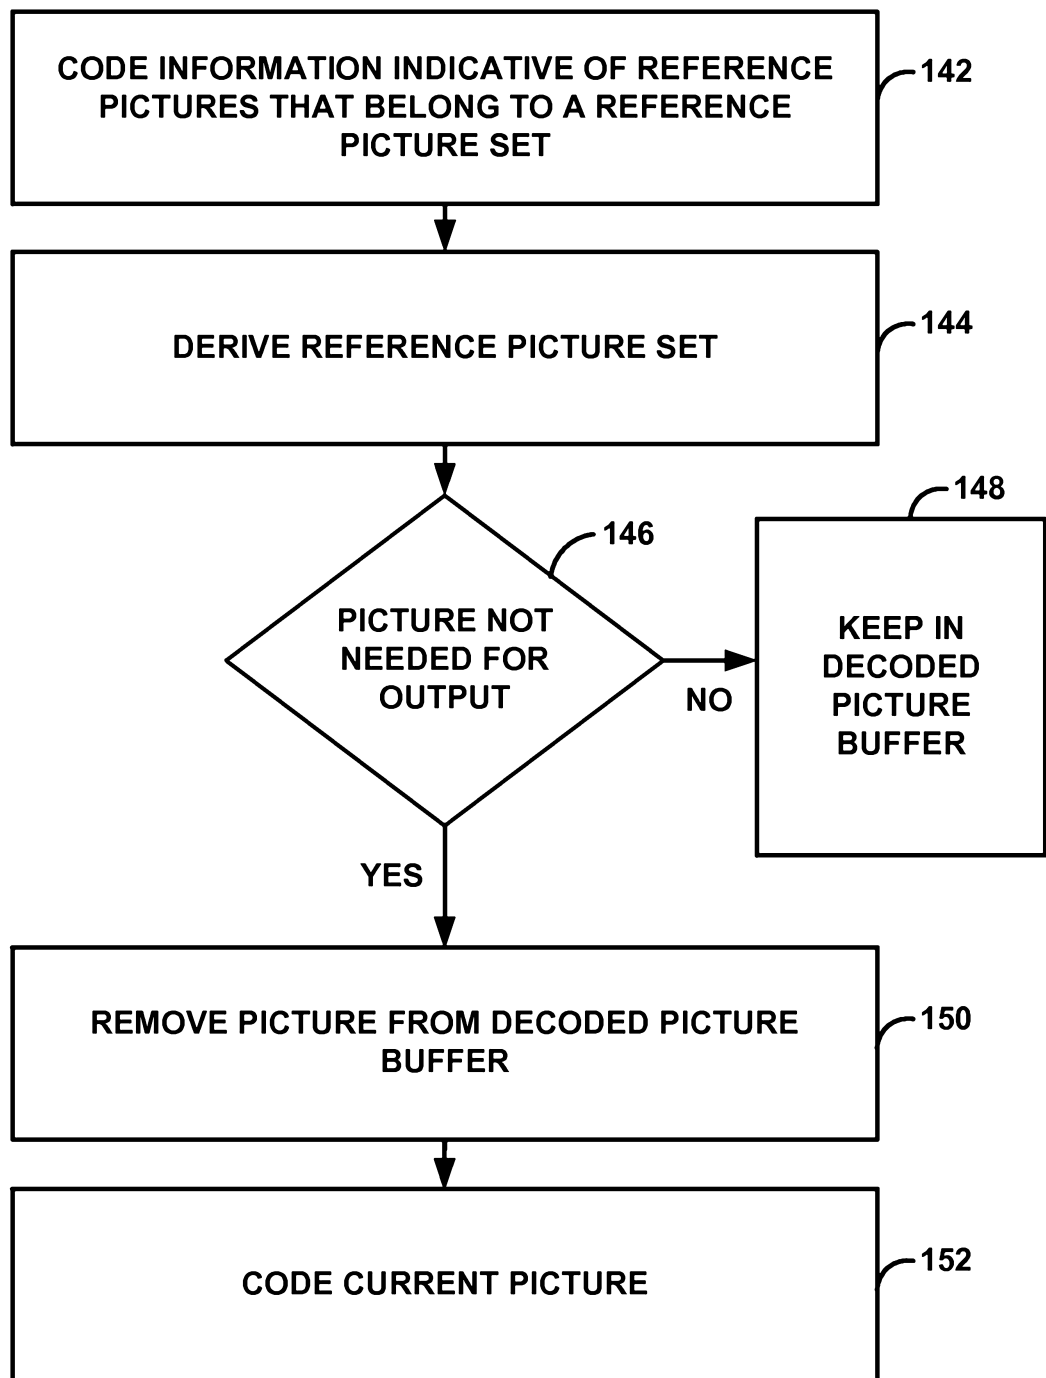 CODE INFORMATION INDICATIVE OF REFERENCE
PICTURES THAT BELONG TO A REFERENCE
PICTURE SET
142
DERIVE REFERENCE PICTURE SET
144
146
PICTURE NOT
NEEDED FOR
OUTPUT
NO
148
KEEP IN
DECODED
PICTURE
BUFFER
YES
REMOVE PICTURE FROM DECODED PICTURE
BUFFER
150
CODE CURRENT PICTURE
152